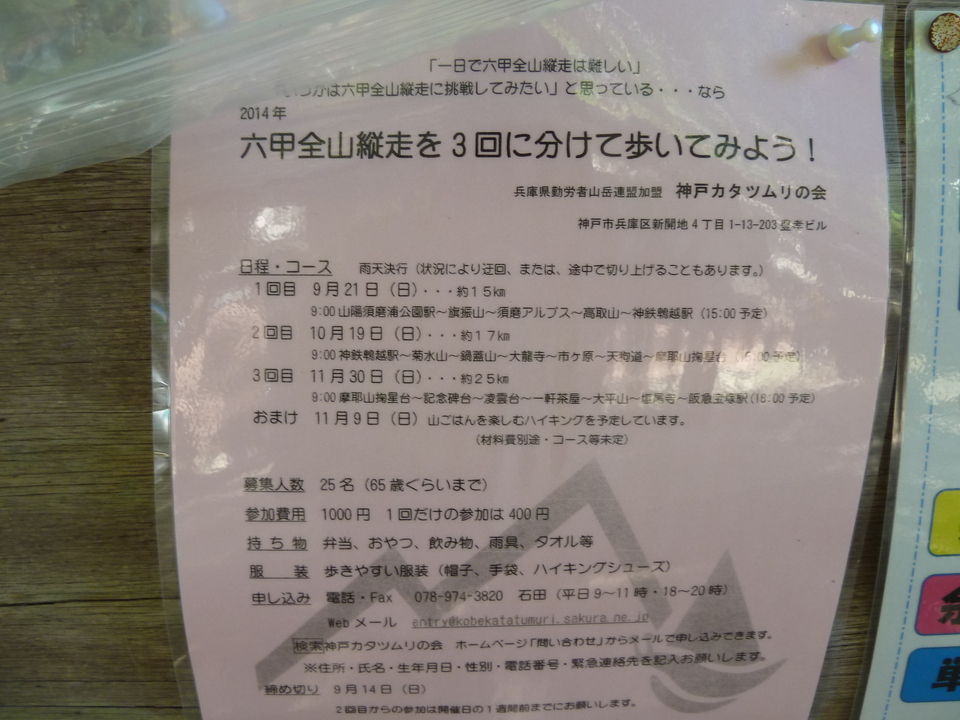 「一日で六甲全山縦走は難しい」
かは六甲全山縦走に挑戦してみたい」と思っている・・・なら
2014年
六甲全山縦走を3回に分けて歩いてみよう！
兵庫県勤労者山岳連盟加盟 神戸カタツムリの会
神戸市兵庫区新開地4丁目1-13-203 ビル
日程・コース 雨天決行（状況により迂回、または、途中で切り上げることもあります。）
1回目 9月21日（日）・・・約15㎞
9:00 山陽須磨浦公園駅～旗振山～須磨アルプス～高取山～神鉄鵯越駅（15:00予定）
2回目 10月19日（日）・・・約17㎞
9:00 神鉄鵯越駅～菊水山～鍋蓋山～大龍寺～市ヶ原～天狗道～摩耶山掬星台（15:00予定）
3回目 11月30日（日）・・・約25㎞
9:00 摩耶山掬星台～記念碑台～凌雲台～一軒茶屋～大平山～塩尾寺～阪急宝塚駅（16:00予定）
おまけ 11月9日（日）山ごはんを楽しむハイキングを予定しています。
（材料費別途・コース等未定）
募集人数 25名（65歳ぐらいまで）
参加費用 1000円 1回だけの参加は400円
持ち物 弁当、おやつ、飲み物、雨具、タオル等
服装 歩きやすい服装（帽子、手袋、ハイキングシューズ）
申し込み 電話・Fax 078-974-3820 石田（平日9～11時・18～20時）
Webメール entry@kobekatatumuri.sakura.ne.jp
検索 神戸カタツムリの会 ホームページ「問い合わせ」からメールで申し込みできます。
※住所・氏名・生年月日・性別・電話番号・緊急連絡先を記入お願いします。
締め切り 9月14日（日）
2回目からの参加は開催日の1週間前までにお願いします。